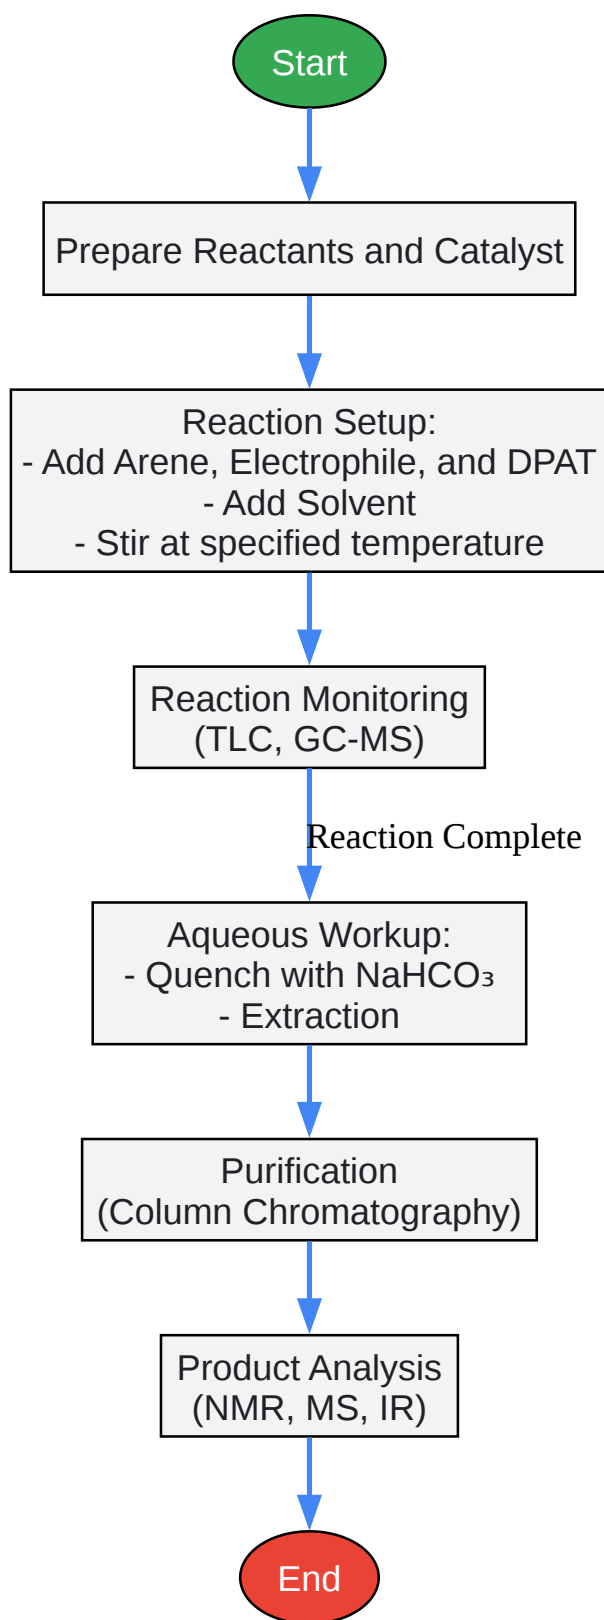 Start
Prepare Reactants and Catalyst
Reaction Setup:
- Add Arene, Electrophile, and DPAT
- Add Solvent
- Stir at specified temperature
Reaction Monitoring
(TLC, GC-MS)
Reaction Complete
Aqueous Workup:
- Quench with NaHCO₃
- Extraction
Purification
(Column Chromatography)
Product Analysis
(NMR, MS, IR)
End